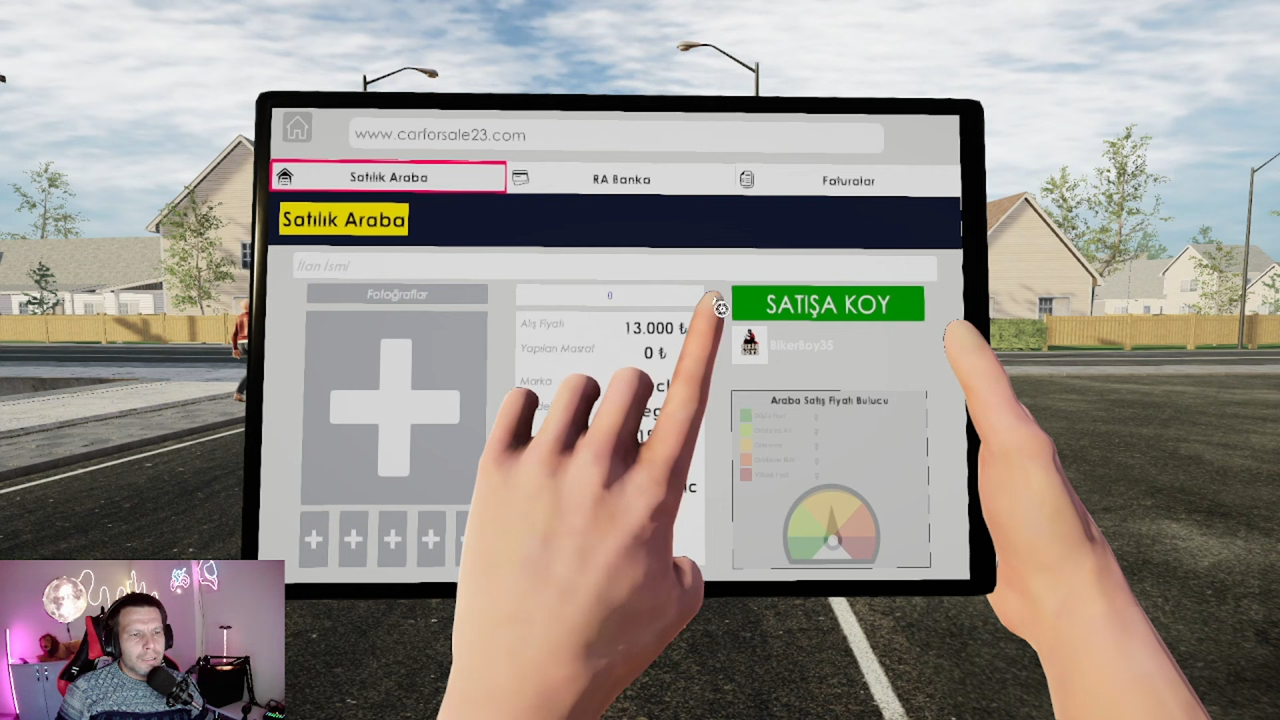 www.carforsale23.com
Satılık Araba
RA Banka
Faturalar
Satılık Araba
İlan İsmi
Fotoğraflar
0
SATIŞA KOY
Alış Fiyatı 13.000 ₺
Yapılan Masraf 0 ₺
BikerBoy35
Marka
Araba Satış Fiyatı Bulucu